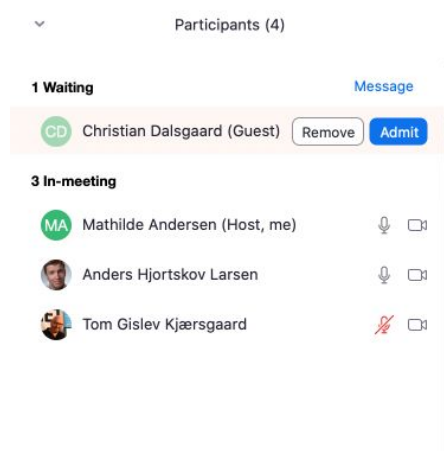 Participants (4)
1 Waiting
Message
CD Christian Dalsgaard (Guest) Remove Admit
3 In-meeting
MA Mathilde Andersen (Host, me)
Anders Hjortskov Larsen
Tom Gislev Kjærsgaard